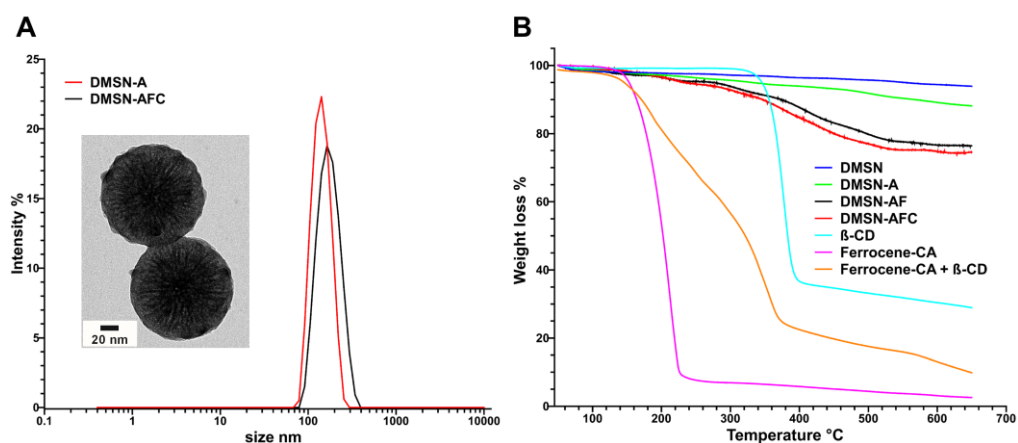 A
25
20
15
10
5
0
Intensity %
DMSN-A
DMSN-AFC
20 nm
0.1
1
10
100
1000
10000
size nm
B
100
80
60
40
20
0
Weight loss %
DMSN
DMSN-A
DMSN-AF
DMSN-AFC
ß-CD
Ferrocene-CA
Ferrocene-CA + ß-CD
100
200
300
400
500
600
700
Temperature °C